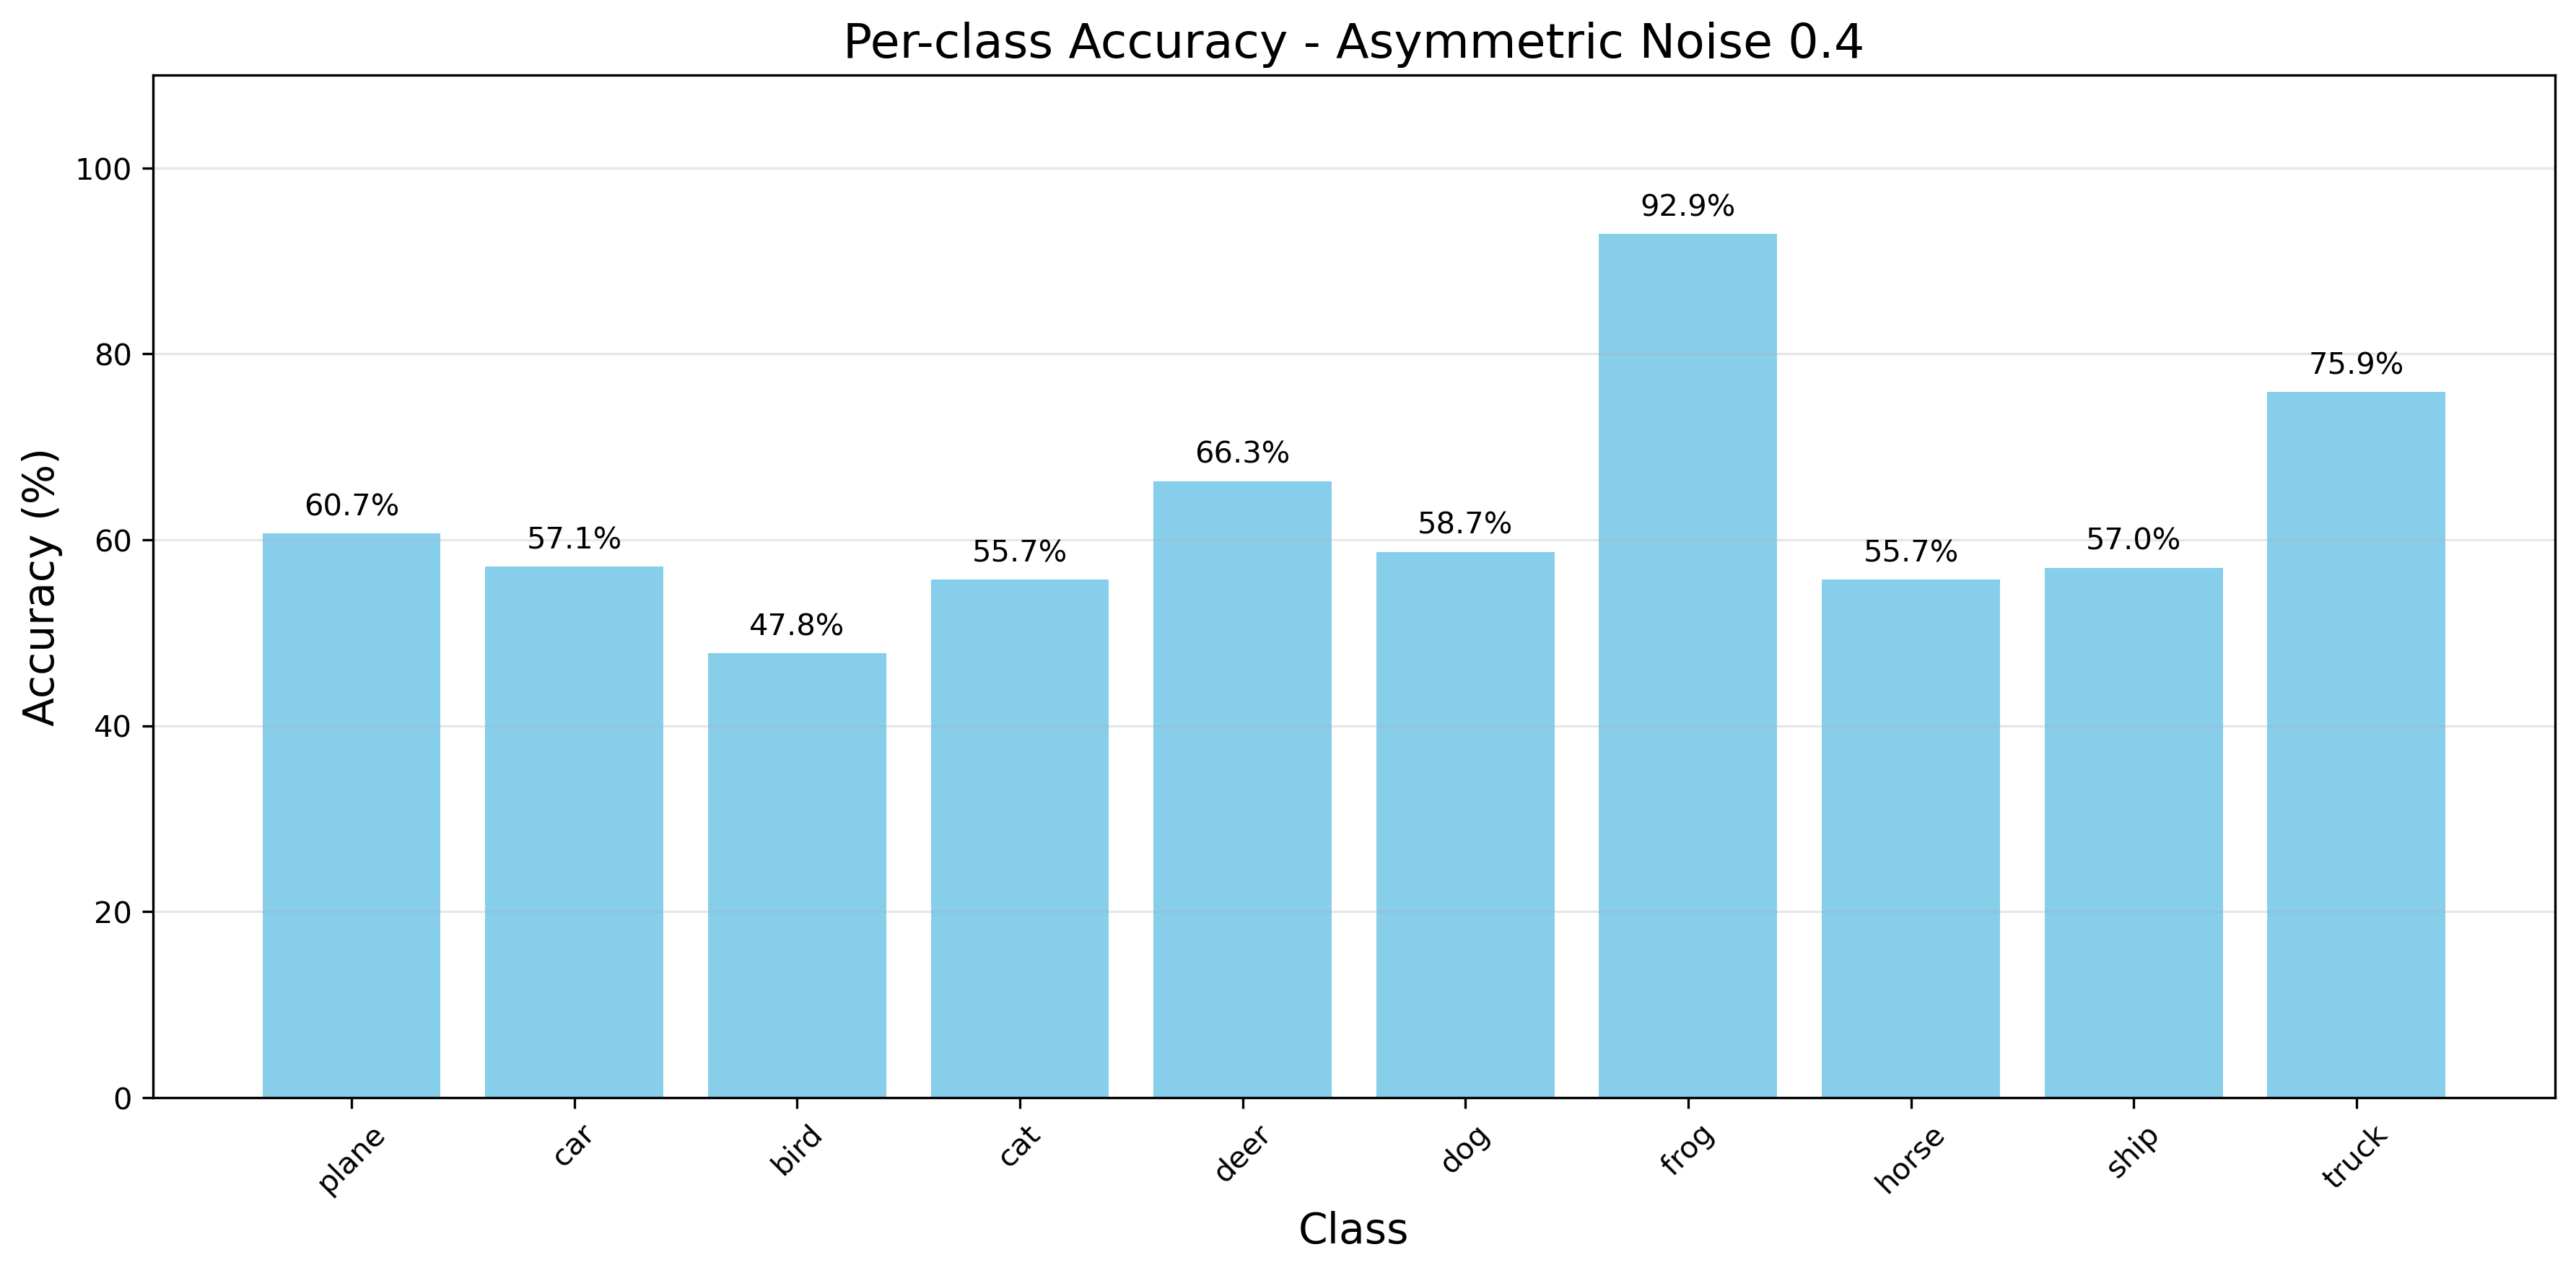 Per-class Accuracy - Asymmetric Noise 0.4
Accuracy (%)
100
80
60
40
20
0
60.7%
57.1%
47.8%
55.7%
66.3%
58.7%
92.9%
55.7%
57.0%
75.9%
plane
car
bird
cat
deer
dog
frog
horse
ship
truck
Class